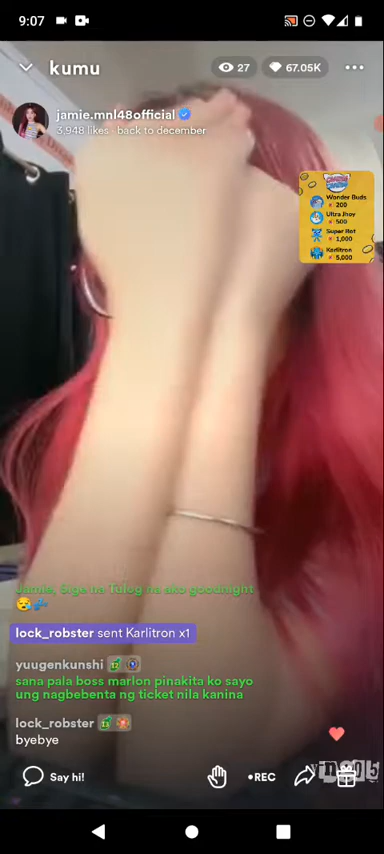 9:07
kumu
27
67.05K
jamie.mnl48official
3,948 likes · back to december
Wonder Buds
200
Ultra Jhoy
500
Super Bot
1,000
Karlitron
5,000
Jamie, Sige na Tulog na ako goodnight
lock_robster sent Karlitron x1
yuugenkunshi
sana pala boss marlon pinakita ko sayo
ung nagbebenta ng ticket nila kanina
lock_robster
byebye
Say hi!
•REC